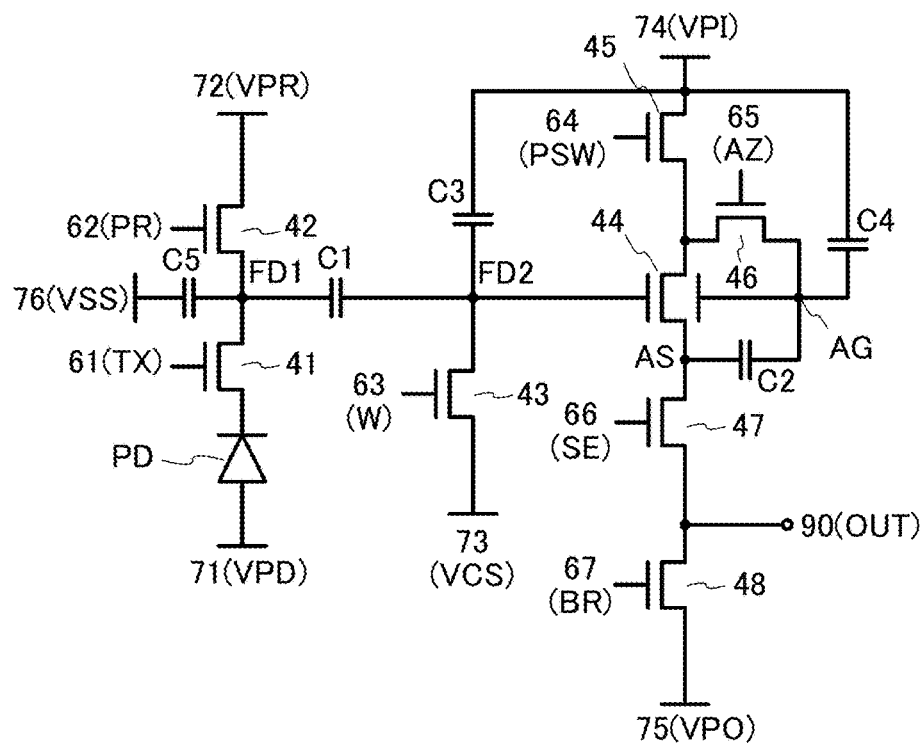 74(VPI)
45
72(VPR)
64
(PSW)
65
(AZ)
C3
C4
62(PR)
42
44
46
C5
FD1
C1
FD2
76(VSS)
AG
61(TX)
41
AS
C2
63
(W)
43
66
(SE)
47
PD
90(OUT)
71(VPD)
73
(VCS)
67
(BR)
48
75(VPO)